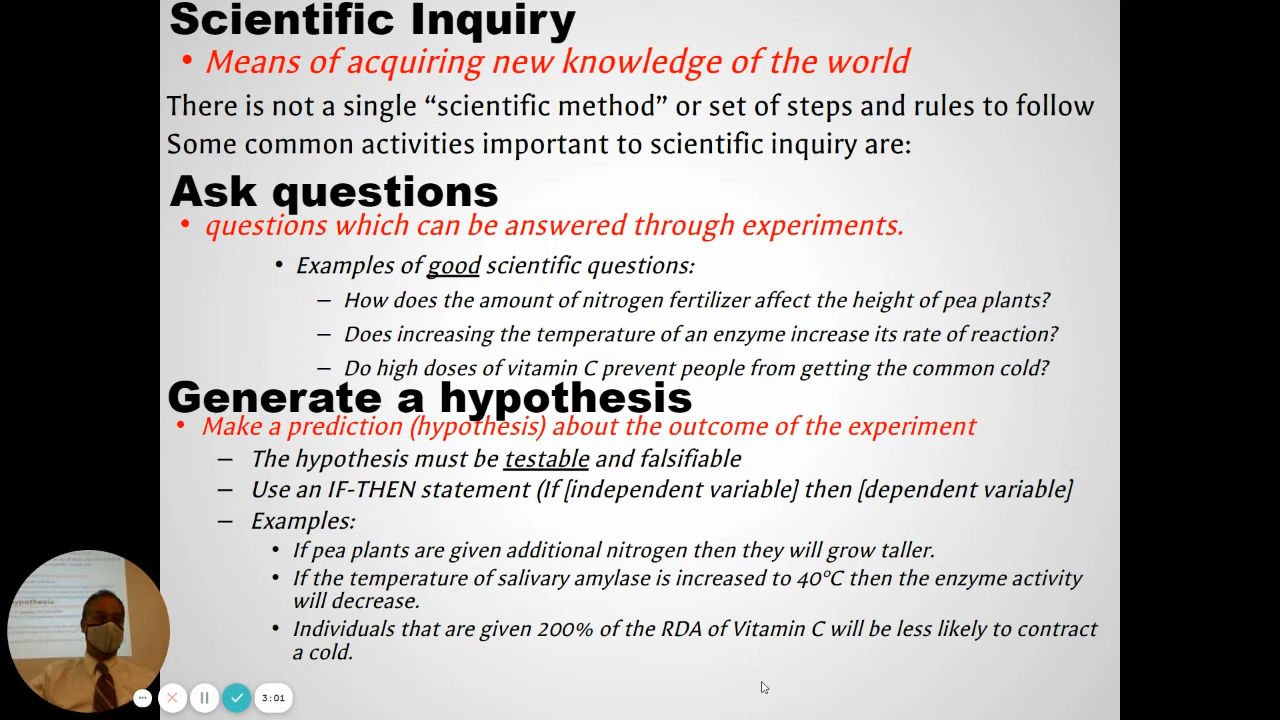 Scientific Inquiry
• Means of acquiring new knowledge of the world
There is not a single “scientific method” or set of steps and rules to follow
Some common activities important to scientific inquiry are:
Ask questions
• questions which can be answered through experiments.
• Examples of good scientific questions:
– How does the amount of nitrogen fertilizer affect the height of pea plants?
– Does increasing the temperature of an enzyme increase its rate of reaction?
– Do high doses of vitamin C prevent people from getting the common cold?
Generate a hypothesis
• Make a prediction (hypothesis) about the outcome of the experiment
– The hypothesis must be testable and falsifiable
– Use an IF-THEN statement (If [independent variable] then [dependent variable]
– Examples:
• If pea plants are given additional nitrogen then they will grow taller.
• If the temperature of salivary amylase is increased to 40°C then the enzyme activity
will decrease.
• Individuals that are given 200% of the RDA of Vitamin C will be less likely to contract
a cold.
hypothesis
3:01